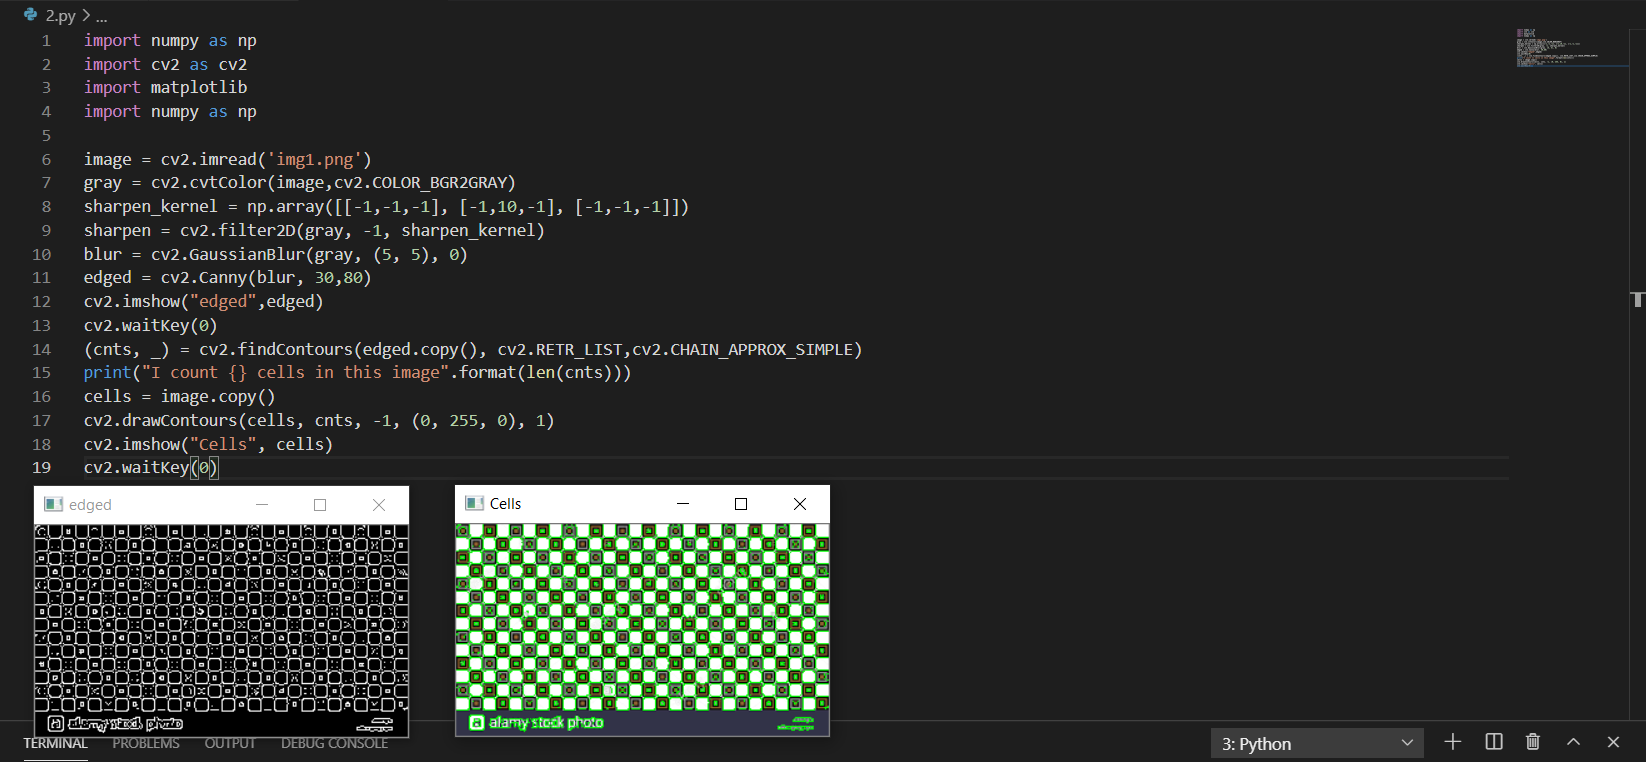 2.py > ...
1 import numpy as np
2 import cv2 as cv2
3 import matplotlib
4 import numpy as np
5
6 image = cv2.imread('img1.png')
7 gray = cv2.cvtColor(image,cv2.COLOR_BGR2GRAY)
8 sharpen_kernel = np.array([[-1,-1,-1], [-1,10,-1], [-1,-1,-1]])
9 sharpen = cv2.filter2D(gray, -1, sharpen_kernel)
10 blur = cv2.GaussianBlur(gray, (5, 5), 0)
11 edged = cv2.Canny(blur, 30,80)
12 cv2.imshow("edged",edged)
13 cv2.waitKey(0)
14 (cnts, _) = cv2.findContours(edged.copy(), cv2.RETR_LIST,cv2.CHAIN_APPROX_SIMPLE)
15 print("I count {} cells in this image".format(len(cnts)))
16 cells = image.copy()
17 cv2.drawContours(cells, cnts, -1, (0, 255, 0), 1)
18 cv2.imshow("Cells", cells)
19 cv2.waitKey(0)
edged
Cells
a alamy stock photo
a alamy stock photo
TERMINAL PROBLEMS OUTPUT DEBUG CONSOLE
3: Python